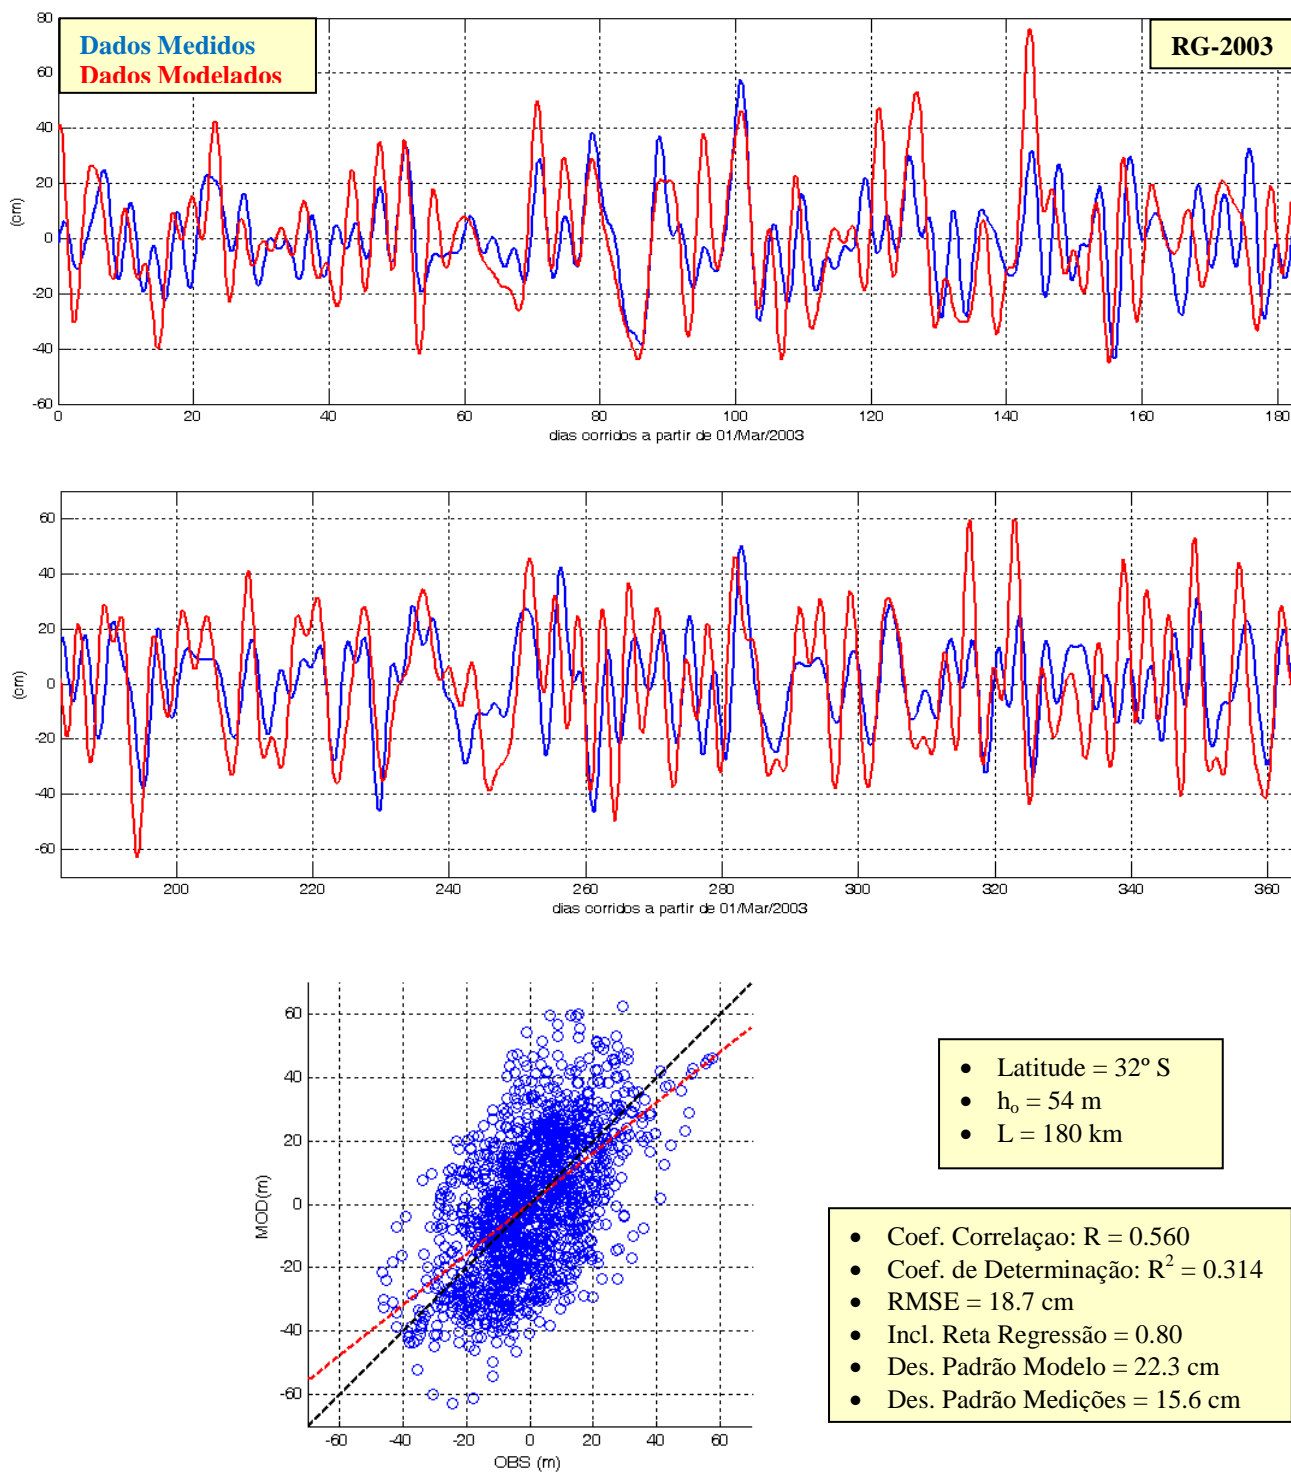 80
60
40
20
0
-20
-40
-60
(cm)
Dados Medidos
Dados Modelados
RG-2003
0 20 40 60 80 100 120 140 160 180
dias corridos a partir de 01/Mar/2003
60
40
20
0
-20
-40
-60
(cm)
200 220 240 260 280 300 320 340 360
dias corridos a partir de 01/Mar/2003
60
40
20
0
-20
-40
-60
MOD(m)
-60 -40 -20 0 20 40 60
OBS (m)
• Latitude = 32º S
• hₒ = 54 m
• L = 180 km
• Coef. Correlaçao: R = 0.560
• Coef. de Determinação: R² = 0.314
• RMSE = 18.7 cm
• Incl. Reta Regressão = 0.80
• Des. Padrão Modelo = 22.3 cm
• Des. Padrão Medições = 15.6 cm